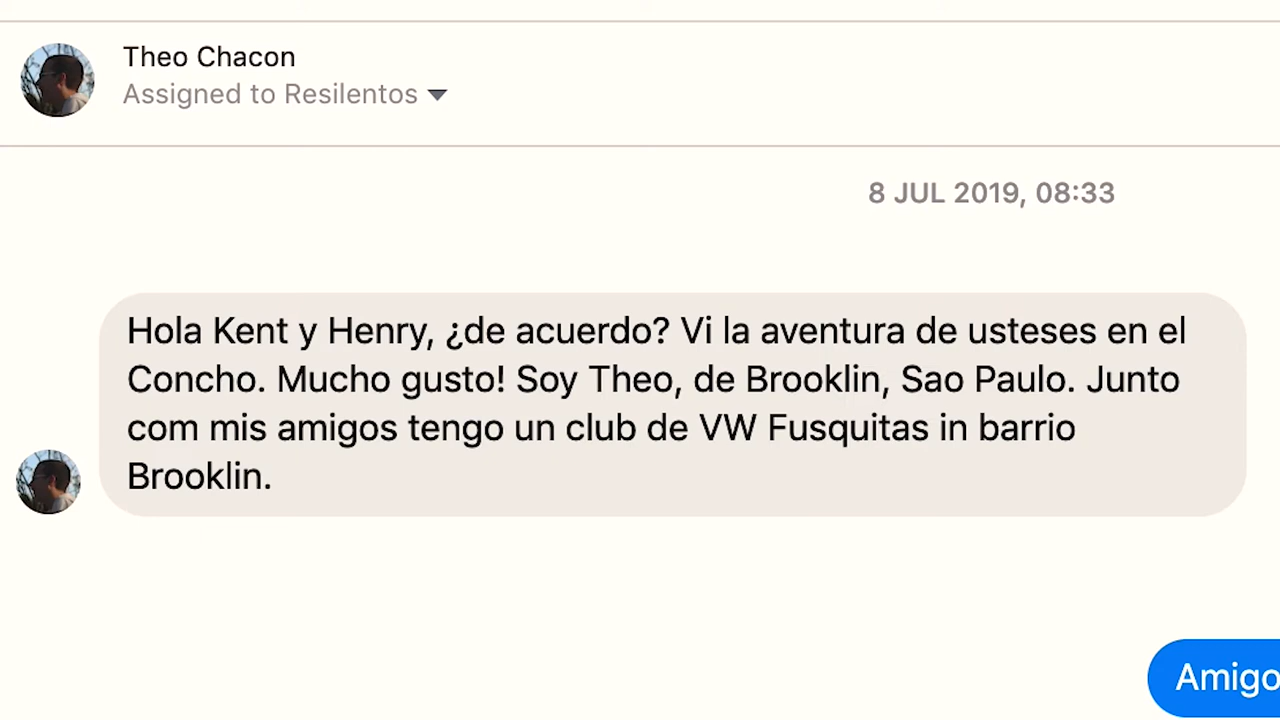 Theo Chacon
Assigned to Resilentos
8 JUL 2019, 08:33
Hola Kent y Henry, ¿de acuerdo? Vi la aventura de usteses en el
Concho. Mucho gusto! Soy Theo, de Brooklin, Sao Paulo. Junto
com mis amigos tengo un club de VW Fusquitas in barrio
Brooklin.
Amigo